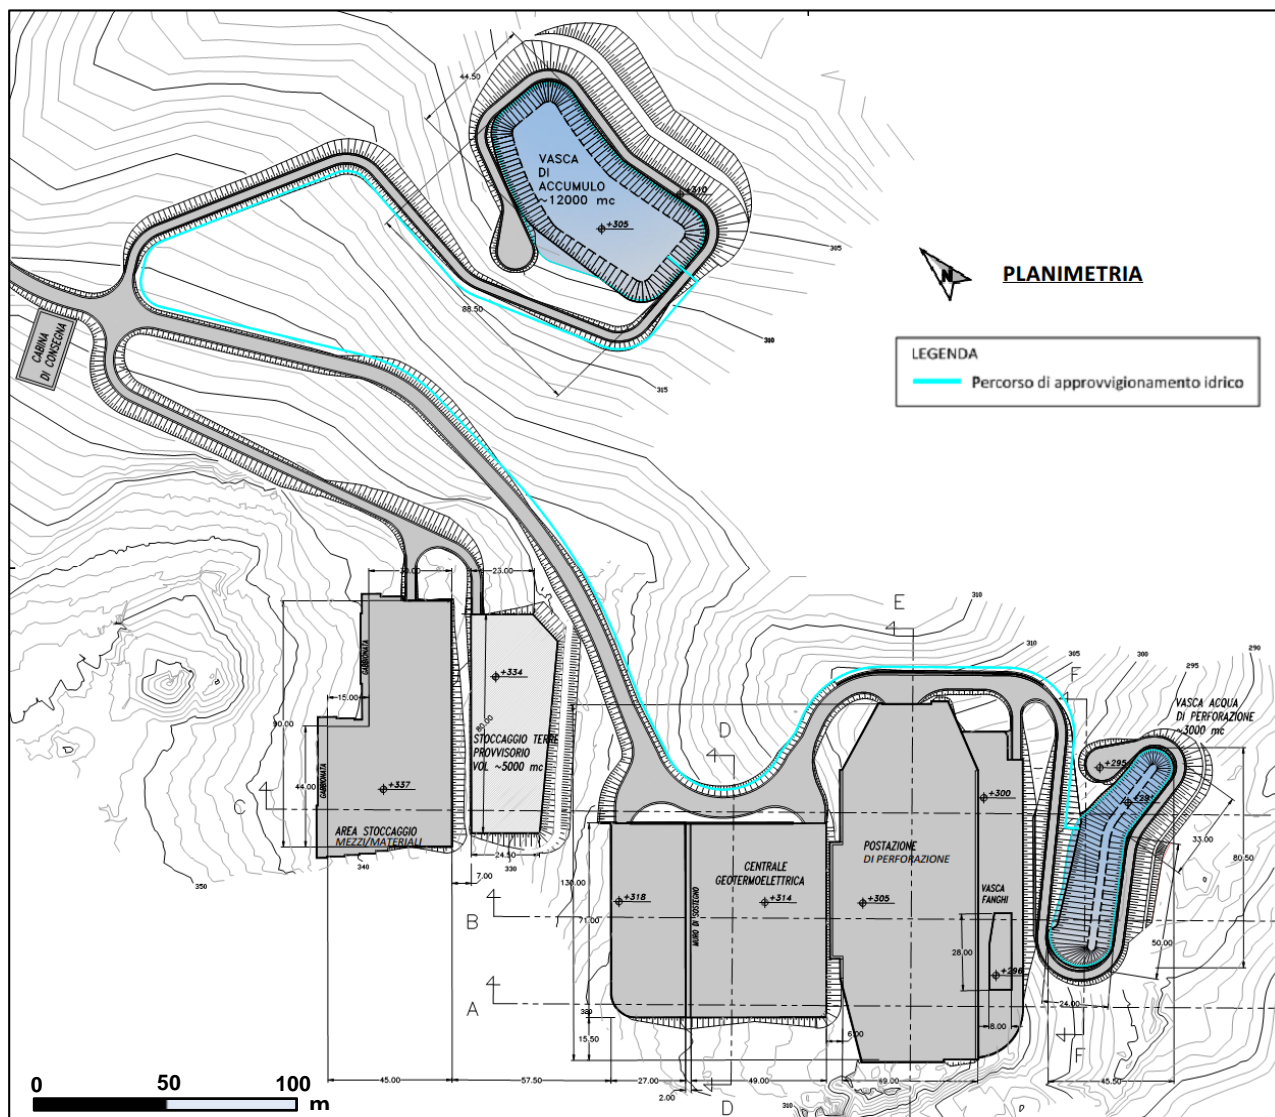 44.50
VASCA
DI
ACCUMULO
~12000 mc
+310
+305
305
310
315
88.50
N
PLANIMETRIA
LEGENDA
Percorso di approvvigionamento idrico
CABINA
DI CONSEGNA
23.00
GABBIONATA
15.00
90.00
44.00
GABBIONATA
+337
AREA STOCCAGGIO
MEZZI/MATERIALI
+334
80.00
STOCCAGGIO TERRE
PROVVISORIO
VOL ~5000 mc
24.50
7.00
330
340
350
C
B
A
D
E
F
310
310
305
300
295
290
VASCA ACQUA
DI PERFORAZIONE
~3000 mc
+295
+300
33.00
80.50
50.00
24.00
CENTRALE
GEOTERMOELETTRICA
+318
+314
MURO DI SOSTEGNO
71.00
15.50
POSTAZIONE
DI PERFORAZIONE
+305
VASCA
FANGHI
28.00
+296
8.00
6.00
F
D
45.00
57.50
27.00
2.00
49.00
45.50
310
0
50
100
m